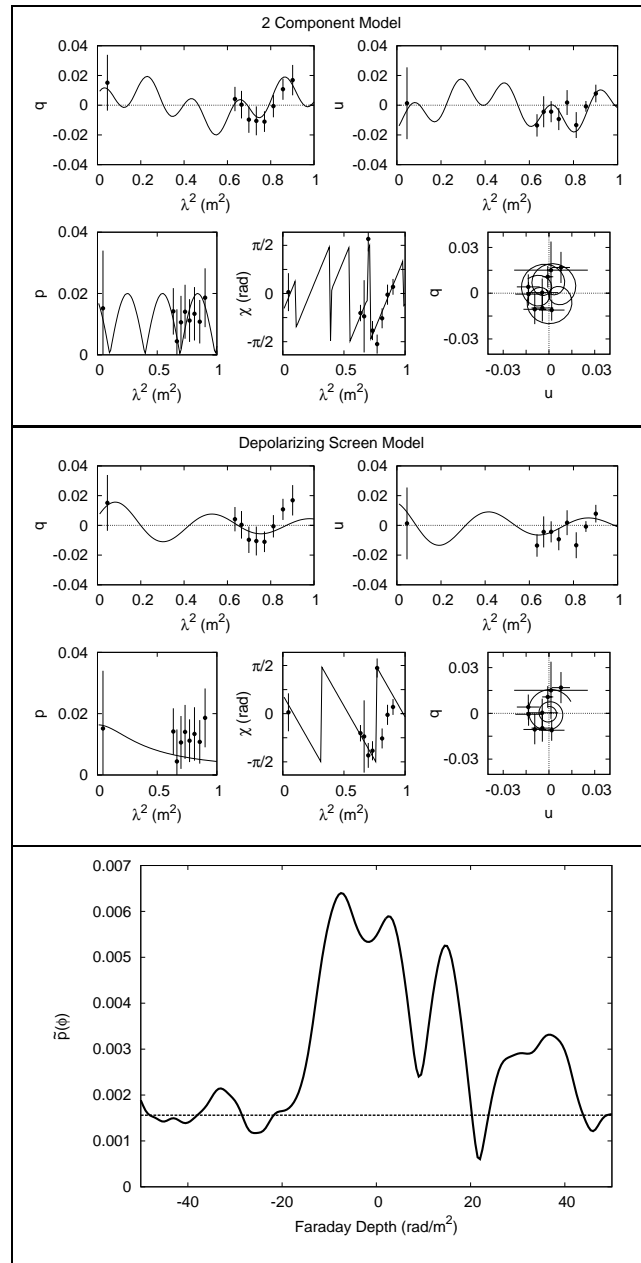 2 Component Model
0.04
0.02
0
-0.02
-0.04
q
0 0.2 0.4 0.6 0.8 1
λ² (m²)
0.04
0.02
0
-0.02
-0.04
u
0 0.2 0.4 0.6 0.8 1
λ² (m²)
0.04
0.02
0
p
0 0.5 1
λ² (m²)
π/2
0
-π/2
χ (rad)
0 0.5 1
λ² (m²)
0.03
0
-0.03
q
-0.03 0 0.03
u
Depolarizing Screen Model
0.04
0.02
0
-0.02
-0.04
q
0 0.2 0.4 0.6 0.8 1
λ² (m²)
0.04
0.02
0
-0.02
-0.04
u
0 0.2 0.4 0.6 0.8 1
λ² (m²)
0.04
0.02
0
p
0 0.5 1
λ² (m²)
π/2
0
-π/2
χ (rad)
0 0.5 1
λ² (m²)
0.03
0
-0.03
q
-0.03 0 0.03
u
0.007
0.006
0.005
0.004
0.003
0.002
0.001
0
p̃(ϕ)
-40 -20 0 20 40
Faraday Depth (rad/m²)